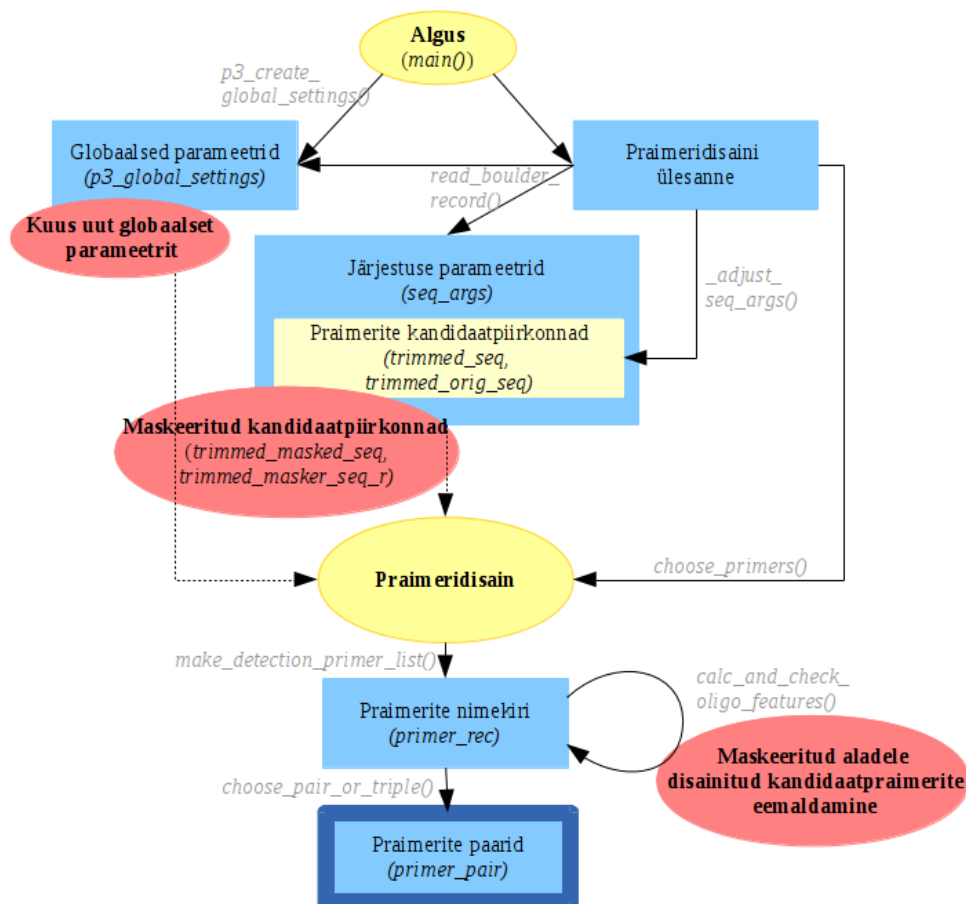 Algus
(main())
p3_create_
global_settings()
Globaalsed parameetrid
(p3_global_settings)
Praimeridisaini
ülesanne
read_boulder_
record()
Kuus uut globaalset
parameetrit
Järjestuse parameetrid
(seq_args)
_adjust_
seq_args()
Praimerite kandidaatpiirkonnad
(trimmed_seq,
trimmed_orig_seq)
Maskeeritud kandidaatpiirkonnad
(trimmed_masked_seq,
trimmed_masker_seq_r)
Praimeridisain
choose_primers()
make_detection_primer_list()
Praimerite nimekiri
(primer_rec)
calc_and_check_
oligo_features()
Maskeeritud aladele
disainitud kandidaatpraimerite
eemaldamine
choose_pair_or_triple()
Praimerite paarid
(primer_pair)